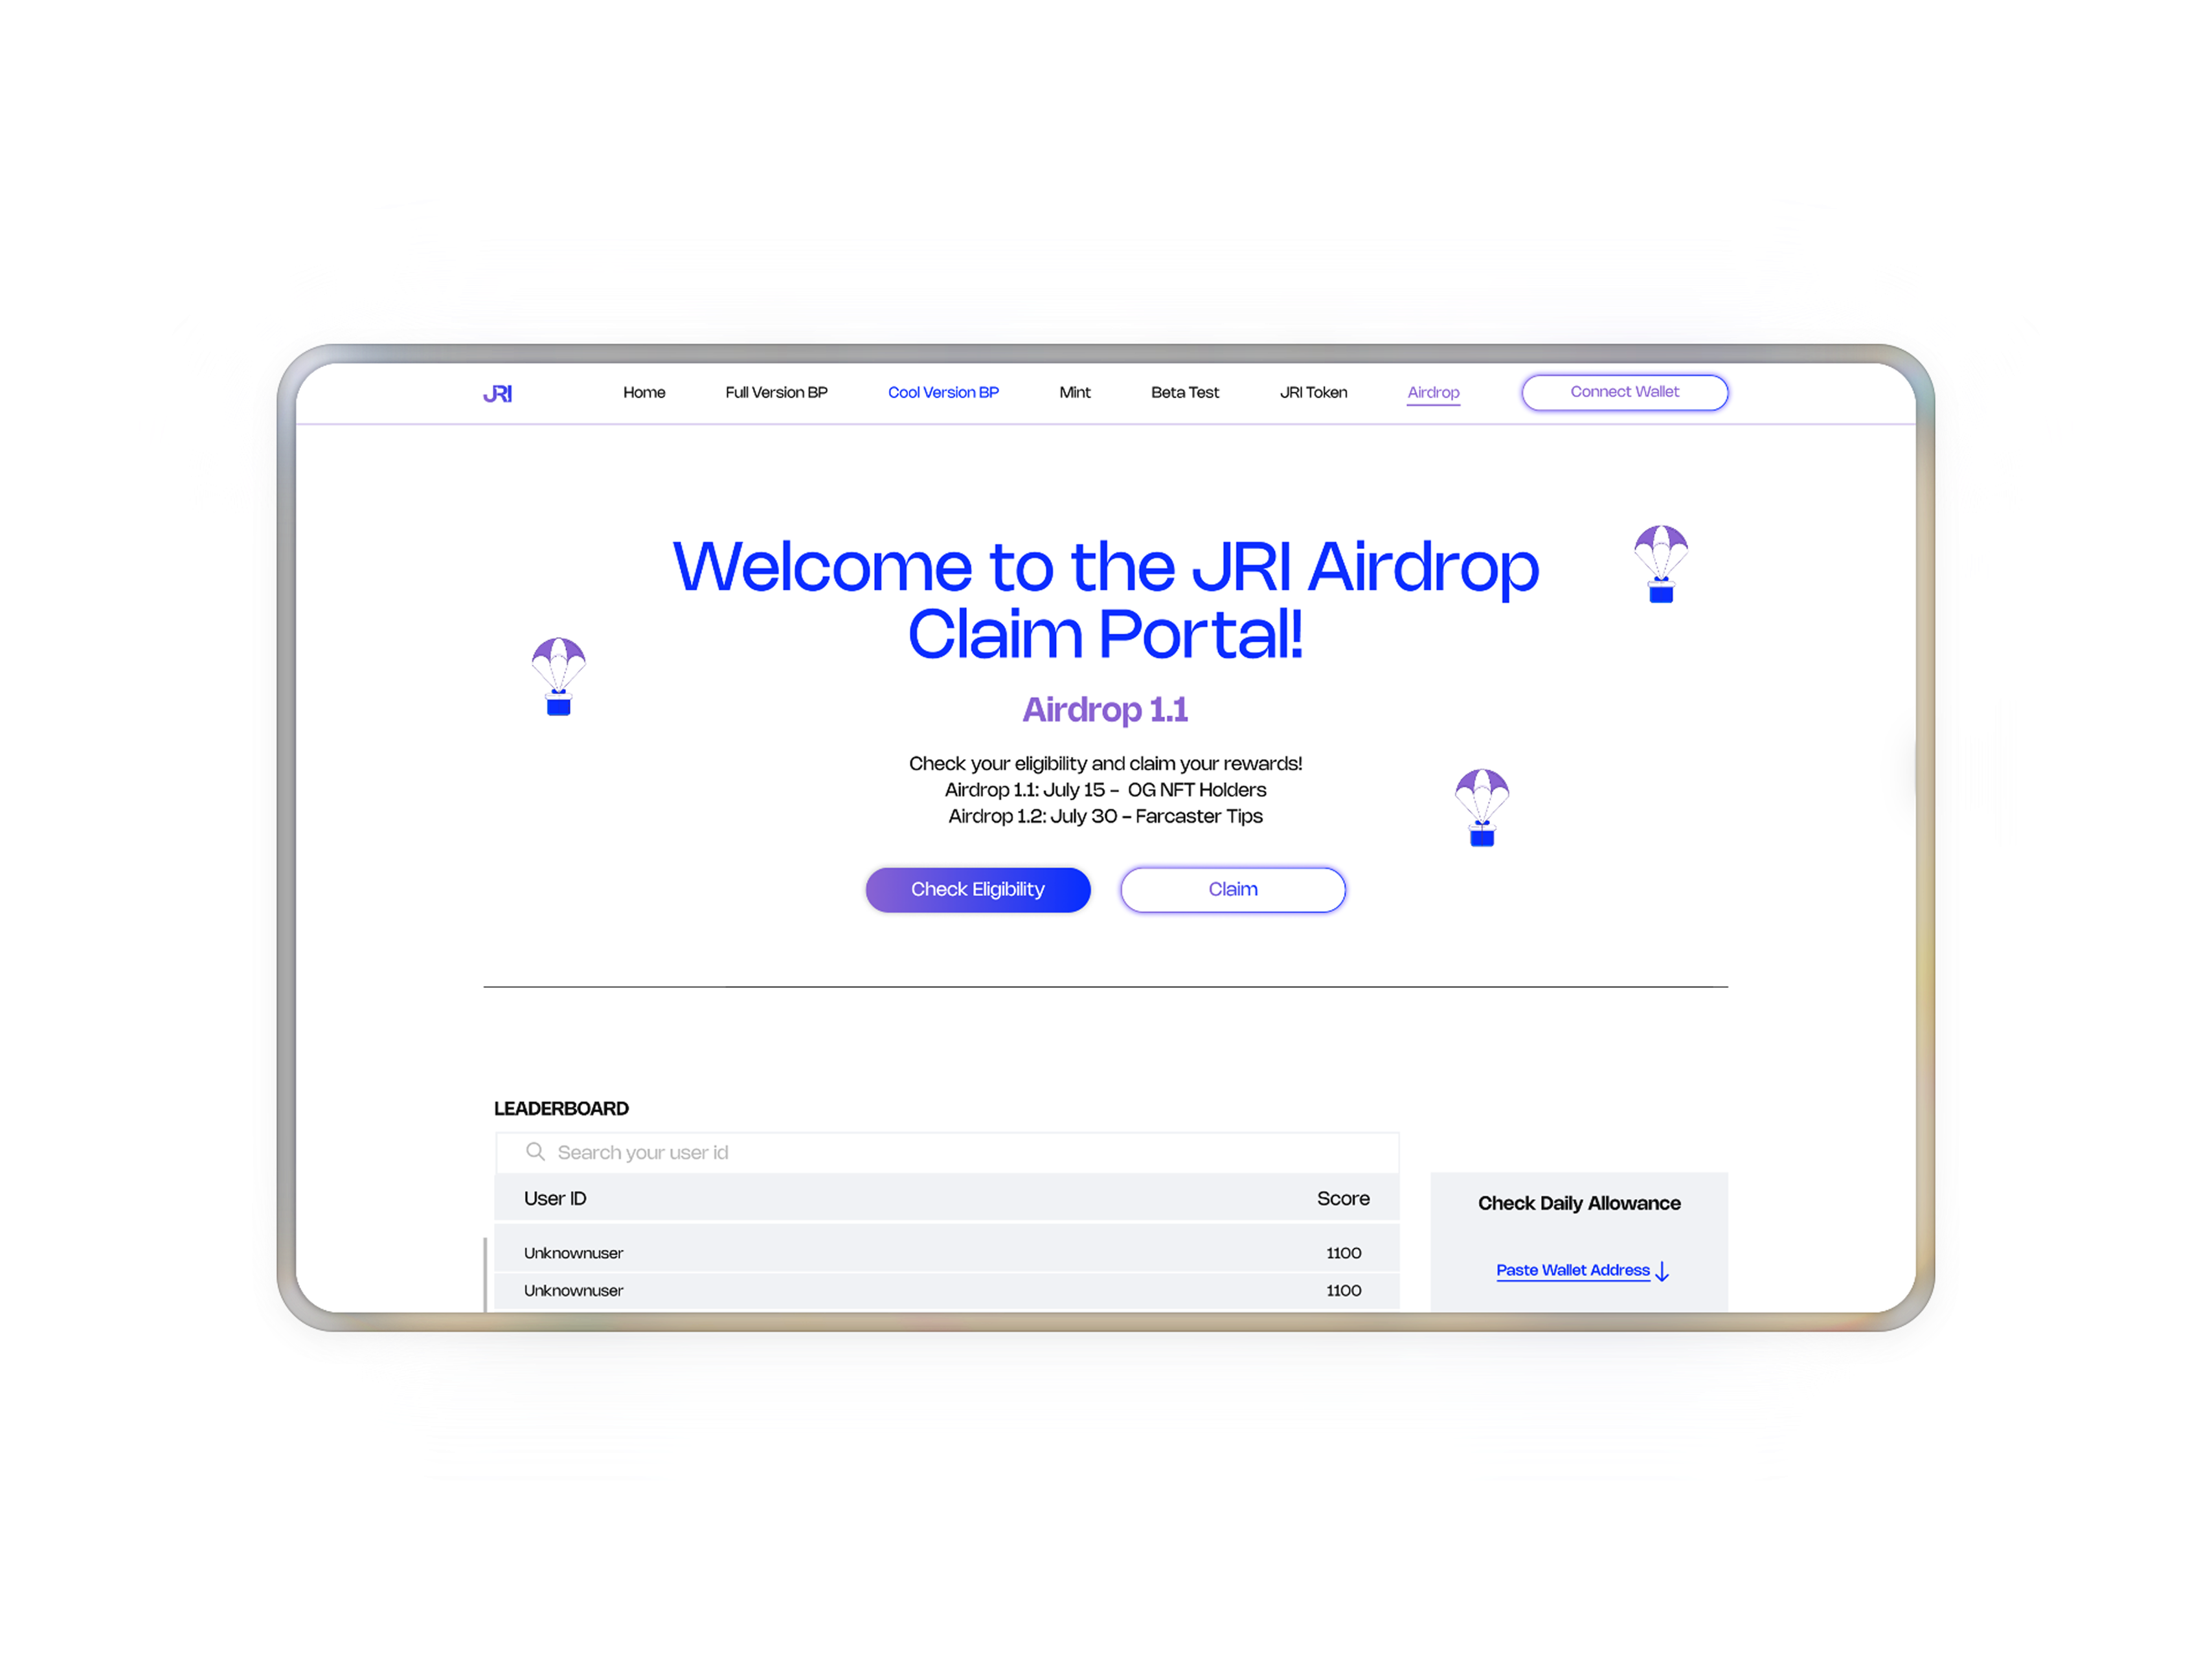 JRI
Home
Full Version BP
Cool Version BP
Mint
Beta Test
JRI Token
Airdrop
Connect Wallet
Welcome to the JRI Airdrop
Claim Portal!
Airdrop 1.1
Check your eligibility and claim your rewards!
Airdrop 1.1: July 15 - OG NFT Holders
Airdrop 1.2: July 30 - Farcaster Tips
Check Eligibility
Claim
LEADERBOARD
Search your user id
User ID
Score
Unknownuser
1100
Unknownuser
1100
Check Daily Allowance
Paste Wallet Address